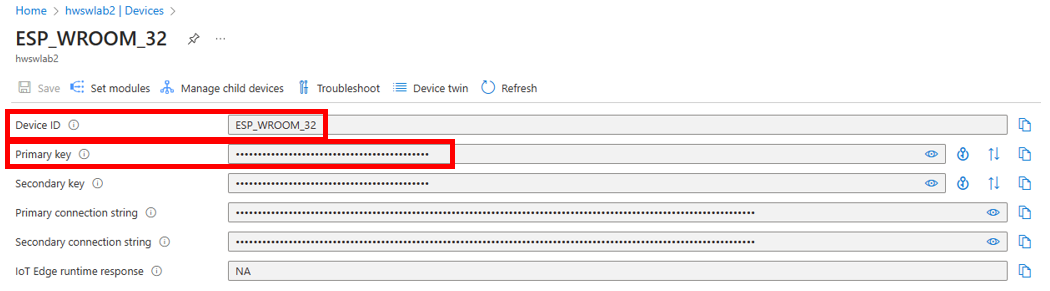 Home > hwswlab2 | Devices >
ESP_WROOM_32 ...
hwswlab2
Save Set modules Manage child devices Troubleshoot Device twin Refresh
Device ID ESP_WROOM_32
Primary key ••••••••••••••••••••••••••••••••••••••••••••
Secondary key ••••••••••••••••••••••••••••••••••••••••••••
Primary connection string
Secondary connection string
IoT Edge runtime response NA